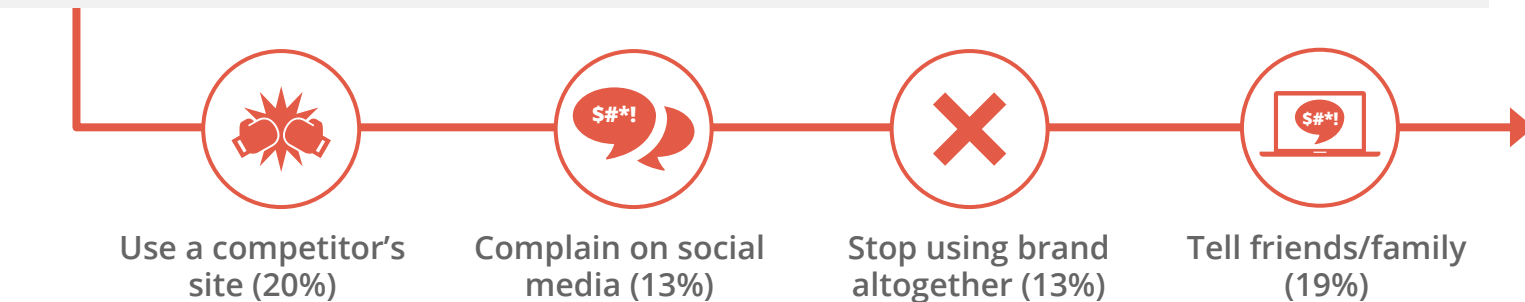 $#*!
$#*!
Use a competitor’s
site (20%)
Complain on social
media (13%)
Stop using brand
altogether (13%)
Tell friends/family
(19%)